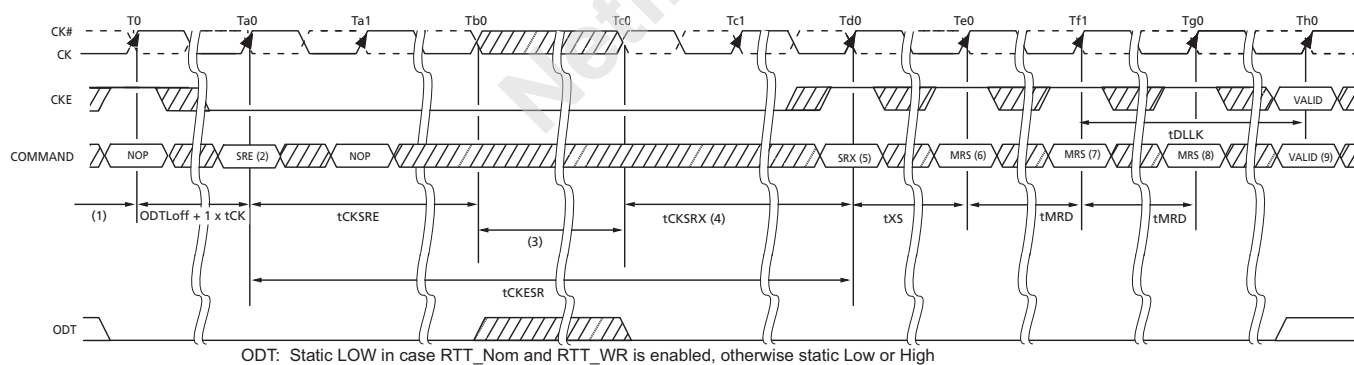 T0 Ta0 Ta1 Tb0 Tc0 Tc1 Td0 Te0 Tf1 Tg0 Th0
CK#
CK
CKE VALID
tDLLK
COMMAND NOP SRE (2) NOP SRX (5) MRS (6) MRS (7) MRS (8) VALID (9)
(1) ODTLoff + 1 x tCK tCKSRE tCKSRX (4) tXS tMRD tMRD
(3)
tCKESR
ODT
ODT: Static LOW in case RTT_Nom and RTT_WR is enabled, otherwise static Low or High